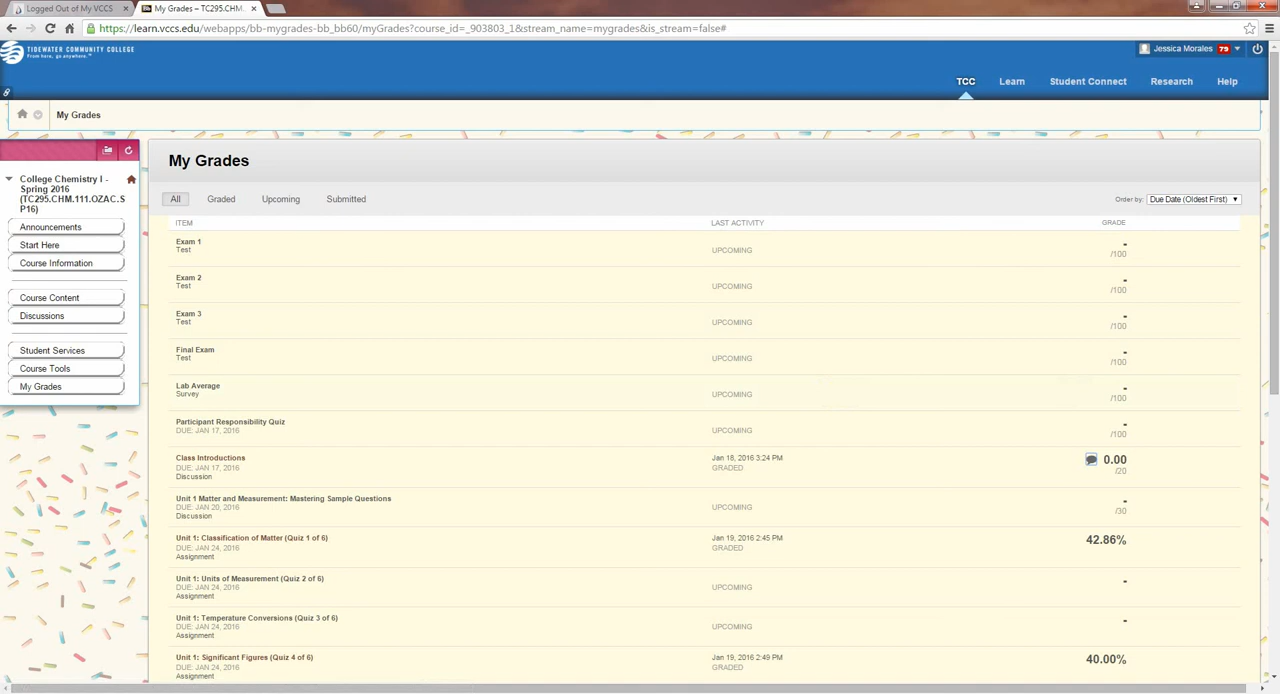 Logged Out of My VCCS
My Grades – TC295.CHM.
https://learn.vccs.edu/webapps/bb-mygrades-bb_bb60/myGrades?course_id=_903803_1&stream_name=mygrades&is_stream=false#
TIDEWATER COMMUNITY COLLEGE
From here, go anywhere.™
Jessica Morales 79
TCC Learn Student Connect Research Help
My Grades
College Chemistry I -
Spring 2016
(TC295.CHM.111.OZAC.S
P16)
Announcements
Start Here
Course Information
Course Content
Discussions
Student Services
Course Tools
My Grades
My Grades
All Graded Upcoming Submitted
Order by: Due Date (Oldest First)
ITEM LAST ACTIVITY GRADE
Exam 1
Test
UPCOMING
-
/100
Exam 2
Test
UPCOMING
-
/100
Exam 3
Test
UPCOMING
-
/100
Final Exam
Test
UPCOMING
-
/100
Lab Average
Survey
UPCOMING
-
/100
Participant Responsibility Quiz
DUE: JAN 17, 2016
UPCOMING
-
/100
Class Introductions
DUE: JAN 17, 2016
Discussion
Jan 18, 2016 3:24 PM
GRADED
0.00
/20
Unit 1 Matter and Measurement: Mastering Sample Questions
DUE: JAN 20, 2016
Discussion
UPCOMING
-
/30
Unit 1: Classification of Matter (Quiz 1 of 6)
DUE: JAN 24, 2016
Assignment
Jan 19, 2016 2:45 PM
GRADED
42.86%
Unit 1: Units of Measurement (Quiz 2 of 6)
DUE: JAN 24, 2016
Assignment
UPCOMING
-
Unit 1: Temperature Conversions (Quiz 3 of 6)
DUE: JAN 24, 2016
Assignment
UPCOMING
-
Unit 1: Significant Figures (Quiz 4 of 6)
DUE: JAN 24, 2016
Assignment
Jan 19, 2016 2:49 PM
GRADED
40.00%